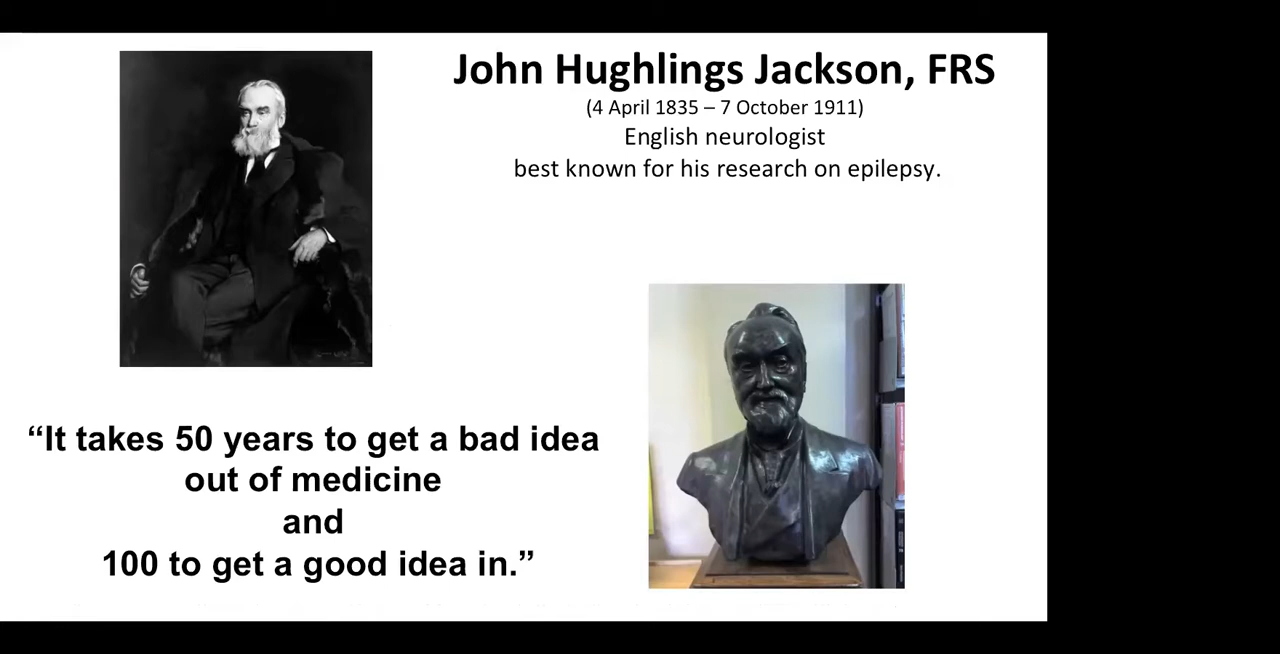 John Hughlings Jackson, FRS
(4 April 1835 – 7 October 1911)
English neurologist
best known for his research on epilepsy.
“It takes 50 years to get a bad idea
out of medicine
and
100 to get a good idea in.”